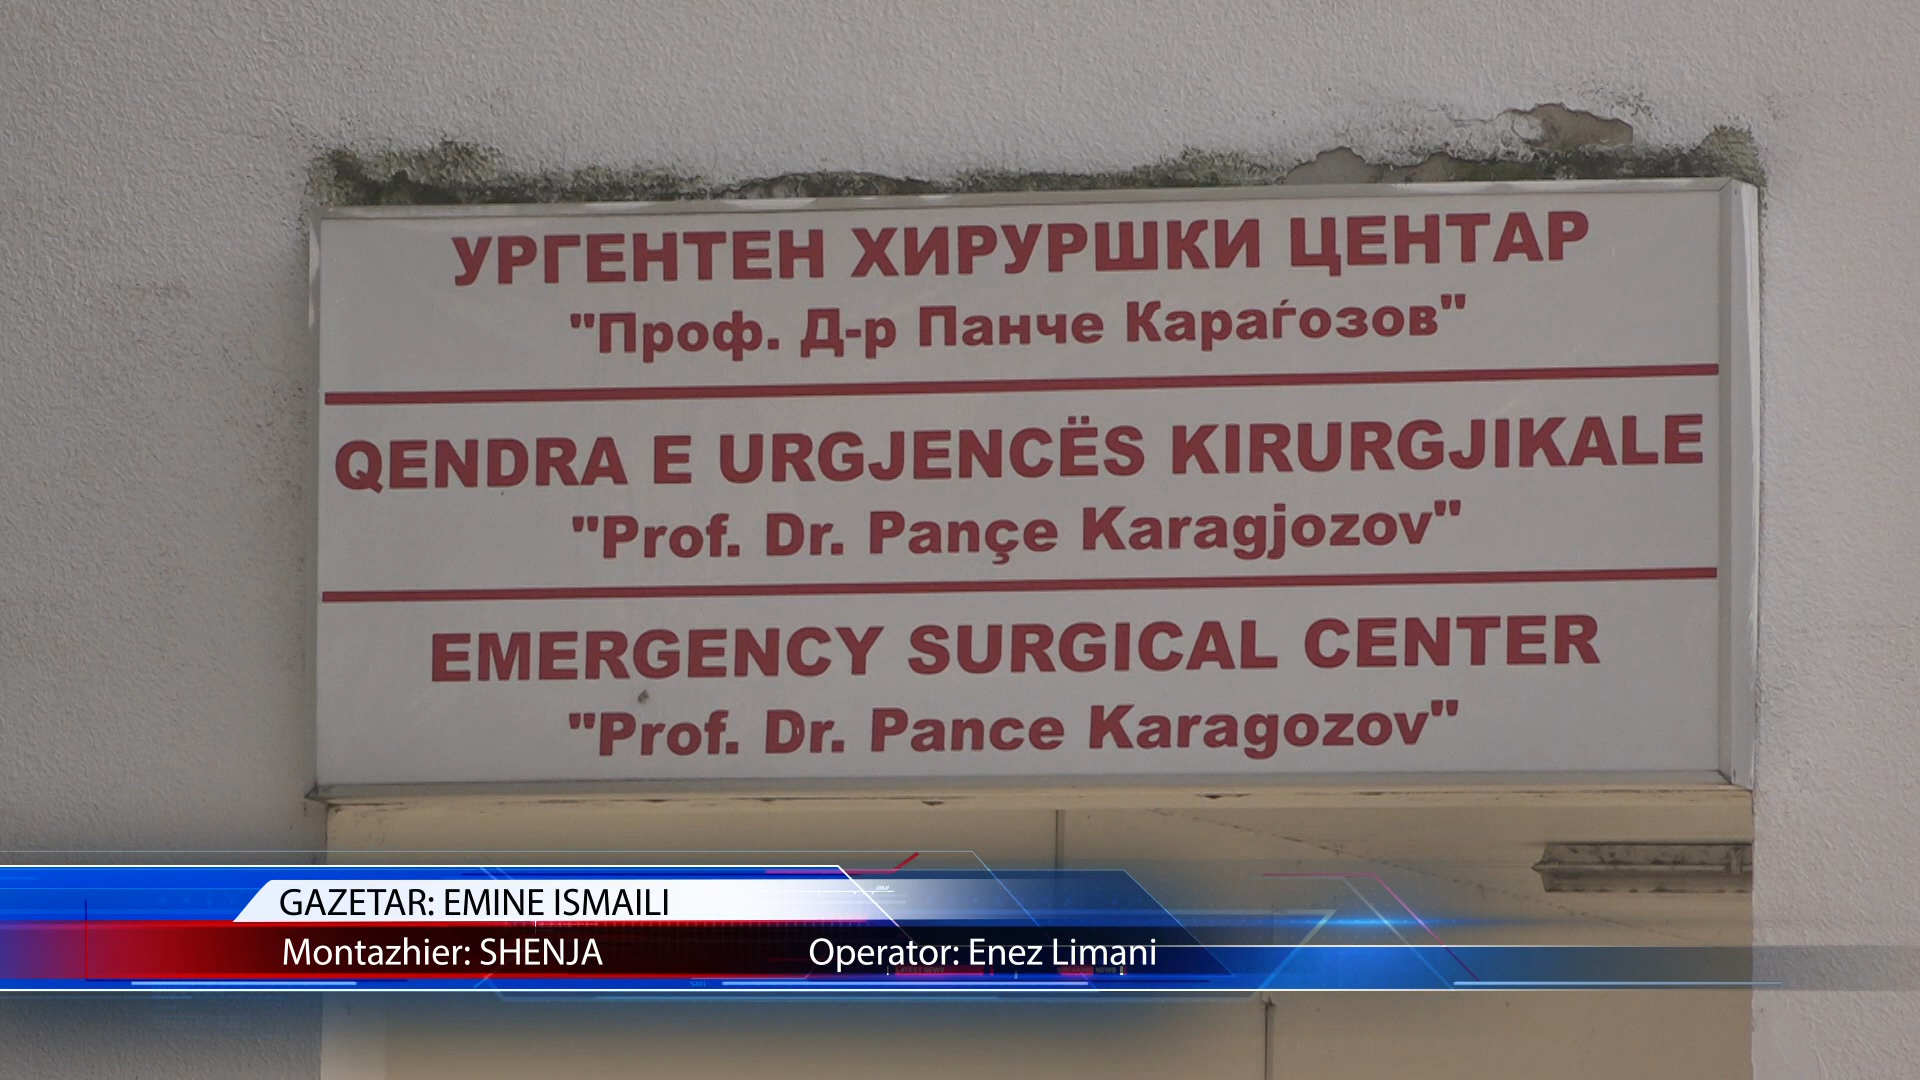 УРГЕНТЕН ХИРУРШКИ ЦЕНТАР
"Проф. Д-р Панче Караѓозов"
QENDRA E URGJENCËS KIRURGJIKALE
"Prof. Dr. Pançe Karagjozov"
EMERGENCY SURGICAL CENTER
"Prof. Dr. Pance Karagozov"
GAZETAR: EMINE ISMAILI
Montazhier: SHENJA Operator: Enez Limani